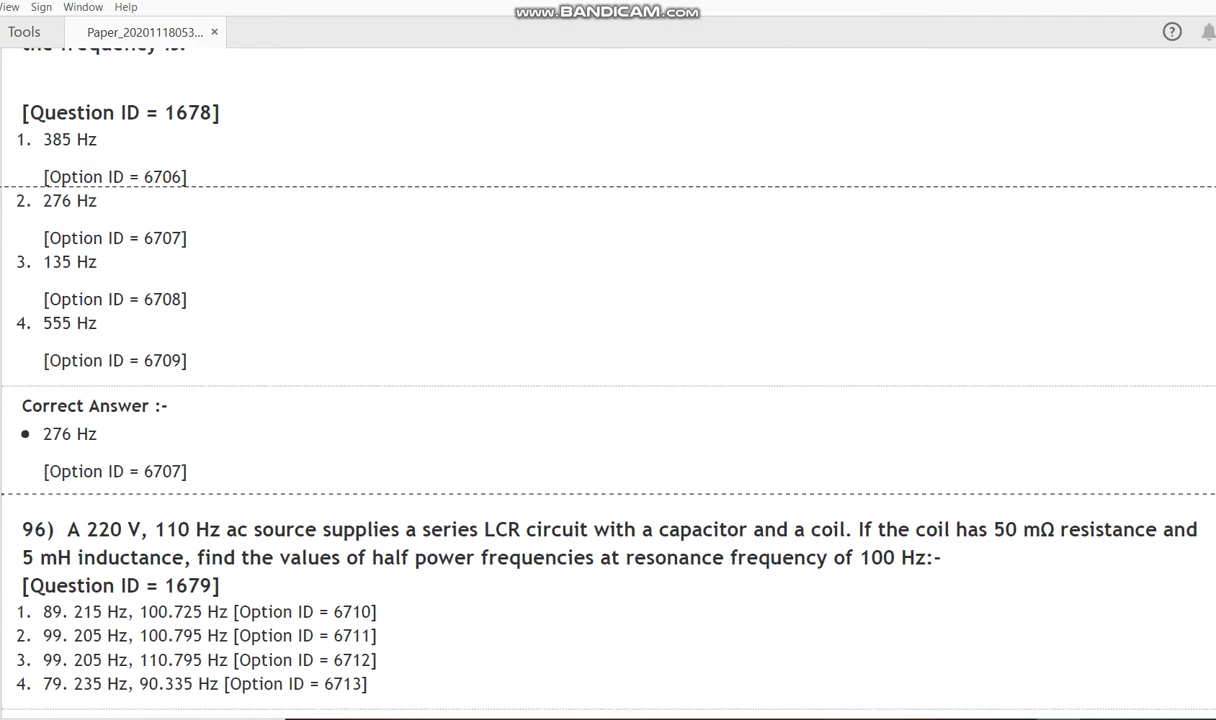 View Sign Window Help
www.BANDICAM.com
Tools
Paper_20201118053... ×
the frequency is:
[Question ID = 1678]
1. 385 Hz
[Option ID = 6706]
2. 276 Hz
[Option ID = 6707]
3. 135 Hz
[Option ID = 6708]
4. 555 Hz
[Option ID = 6709]
Correct Answer :-
• 276 Hz
[Option ID = 6707]
96) A 220 V, 110 Hz ac source supplies a series LCR circuit with a capacitor and a coil. If the coil has 50 mΩ resistance and
5 mH inductance, find the values of half power frequencies at resonance frequency of 100 Hz:-
[Question ID = 1679]
1. 89. 215 Hz, 100.725 Hz [Option ID = 6710]
2. 99. 205 Hz, 100.795 Hz [Option ID = 6711]
3. 99. 205 Hz, 110.795 Hz [Option ID = 6712]
4. 79. 235 Hz, 90.335 Hz [Option ID = 6713]